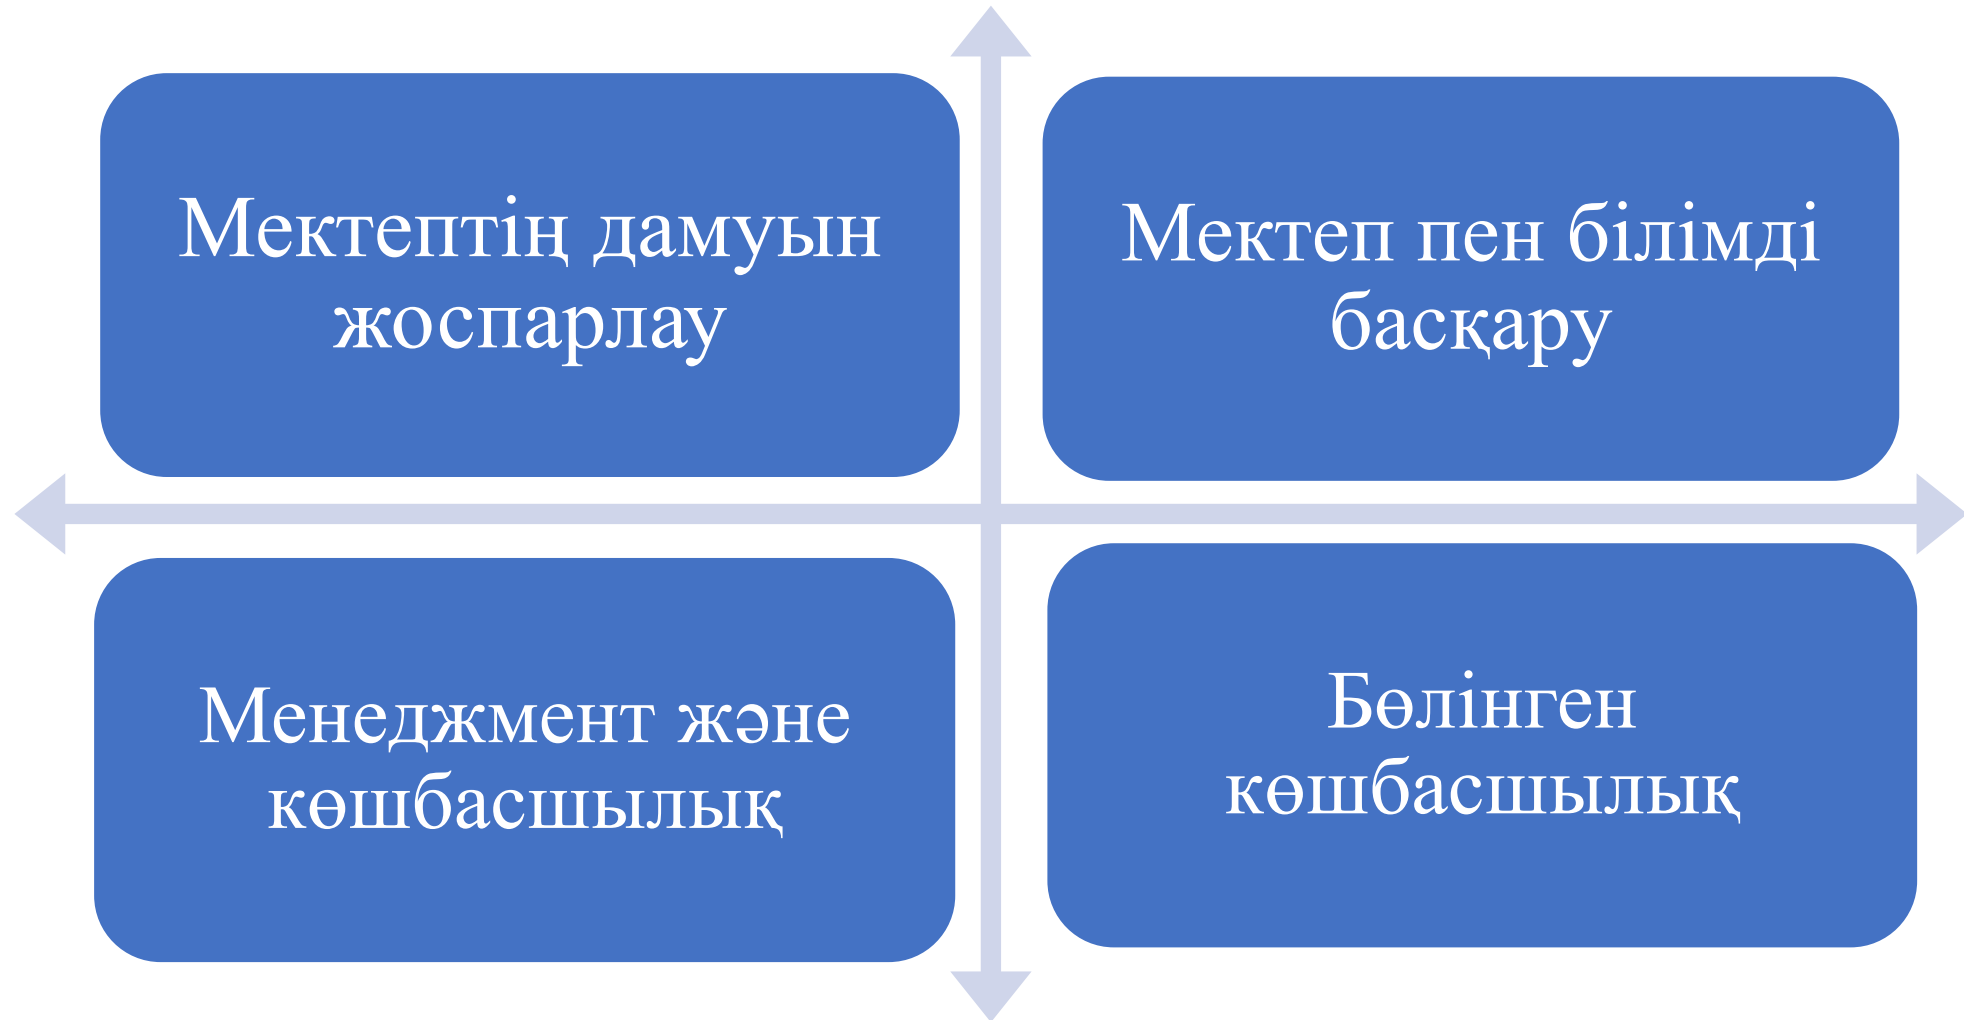 Мектептің дамуын
жоспарлау
Мектеп пен білімді
басқару
Менеджмент және
көшбасшылық
Бөлінген
көшбасшылық